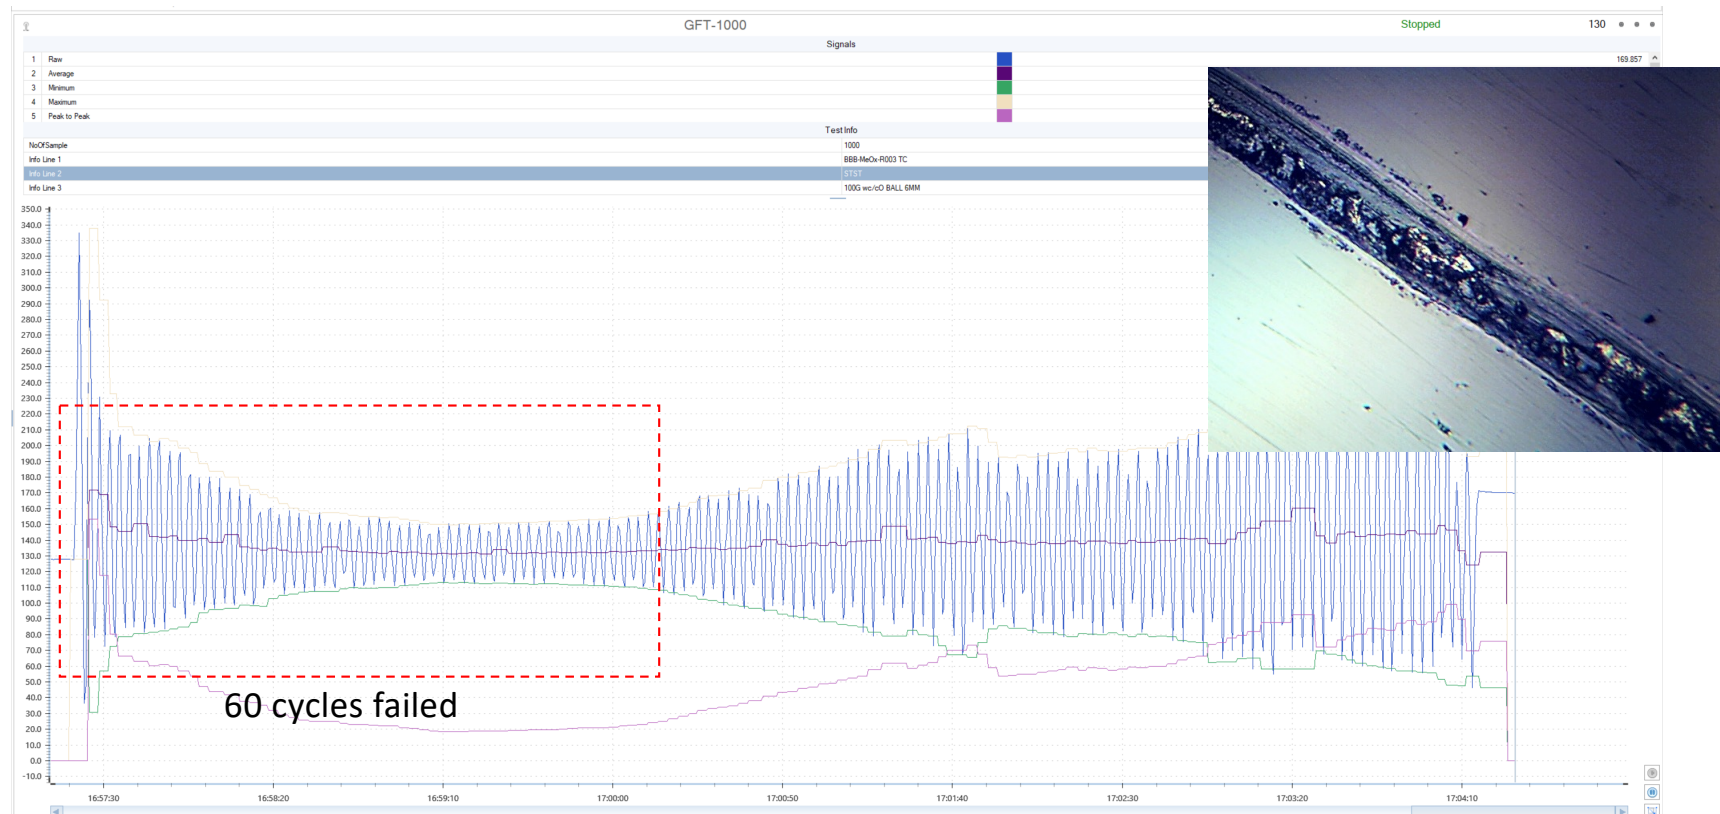 GFT-1000 Stopped 130
Signals
1 Raw 169.857
2 Average
3 Minimum
4 Maximum
5 Peak to Peak
Test Info
NoOfSample 1000
Info Line 1 BBB-MeOx-R003 TC
Info Line 2 STST
Info Line 3 100G wc/cO BALL 6MM
350.0
340.0
330.0
320.0
310.0
300.0
290.0
280.0
270.0
260.0
250.0
240.0
230.0
220.0
210.0
200.0
190.0
180.0
170.0
160.0
150.0
140.0
130.0
120.0
110.0
100.0
90.0
80.0
70.0
60.0
50.0
40.0
30.0
20.0
10.0
0.0
-10.0
60 cycles failed
16:57:30 16:58:20 16:59:10 17:00:00 17:00:50 17:01:40 17:02:30 17:03:20 17:04:10